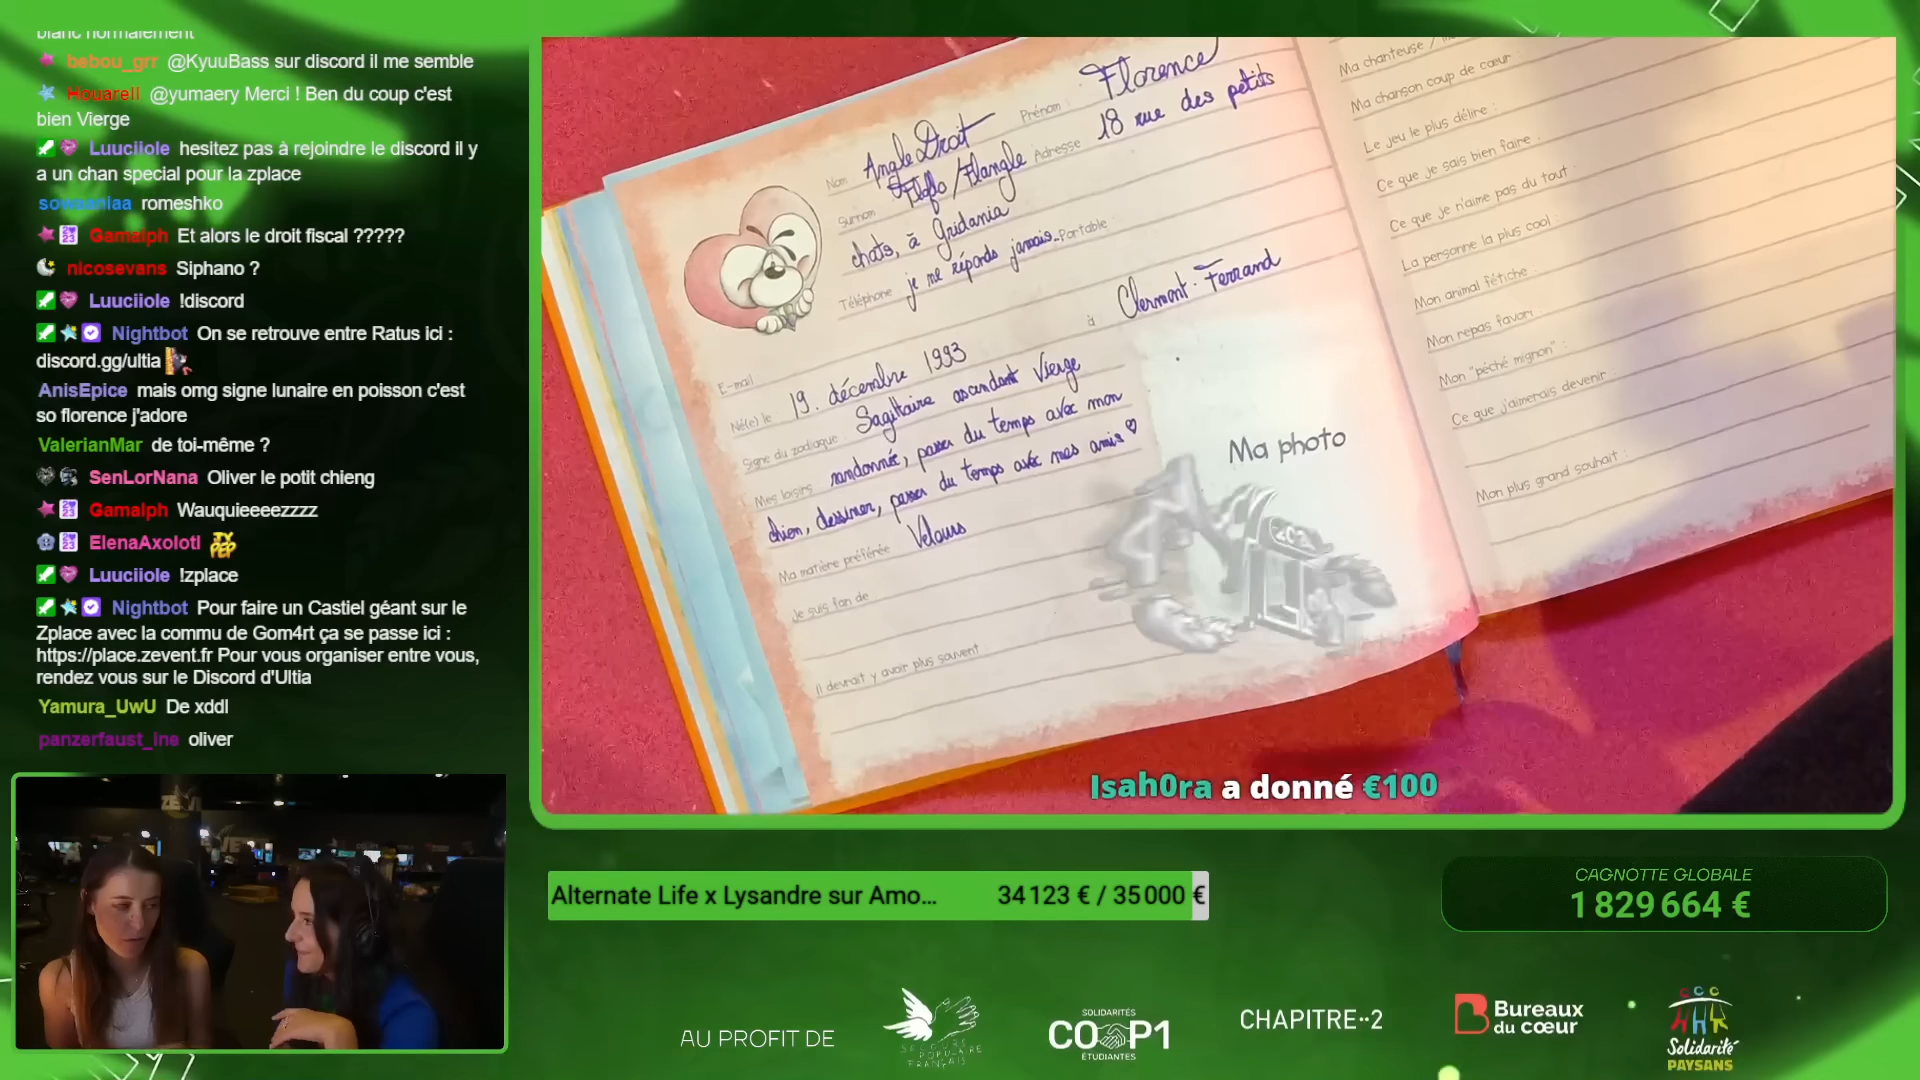 blanc normalement
bebou_grr @KyuuBass sur discord il me semble
Houarell @yumaery Merci ! Ben du coup c'est
bien Vierge
Luuciiole hesitez pas à rejoindre le discord il y
a un chan special pour la zplace
sowaaniaa romeshko
Gamalph Et alors le droit fiscal ?????
nicosevans Siphano ?
Luuciiole !discord
Nightbot On se retrouve entre Ratus ici :
discord.gg/ultia
AnisEpice mais omg signe lunaire en poisson c'est
so florence j'adore
ValerianMar de toi-même ?
SenLorNana Oliver le potit chieng
Gamalph Wauquieeeezzzz
ElenaAxolotl
Luuciiole !zplace
Nightbot Pour faire un Castiel géant sur le
Zplace avec la commu de Gom4rt ça se passe ici :
https://place.zevent.fr Pour vous organiser entre vous,
rendez vous sur le Discord d'Ultia
Yamura_UwU De xddl
panzerfaust_ine oliver
Nom Angle Droit Prénom : Florence
Surnom Floflo / Flangle Adresse 18 rue des petits
chats, à Gridania
Téléphone je ne réponds jamais.. Portable :
E-mail
Né(e) le 19. décembre 1993 à Clermont-Ferrand
Signe du zodiaque : Sagittaire ascendant Vierge
Mes loisirs randonnée, passer du temps avec mon
chien, dessiner, passer du temps avec mes amis ♡
Ma matière préférée Velours
Je suis fan de
Il devrait y avoir plus souvent
Ma photo
Ma chanteuse /
Ma chanson coup de cœur
Le jeu le plus délire :
Ce que je sais bien faire :
Ce que je n'aime pas du tout :
La personne la plus cool :
Mon animal fétiche
Mon repas favori
Mon "péché mignon" :
Ce que j'aimerais devenir :
Mon plus grand souhait :
Isah0ra a donné €100
Alternate Life x Lysandre sur Amo... 34 123 € / 35 000 €
CAGNOTTE GLOBALE
1 829 664 €
AU PROFIT DE
SECOURS
POPULAIRE
FRANÇAIS
SOLIDARITÉS
CO P1
ÉTUDIANTES
CHAPITRE··2
Bureaux
du cœur
Solidarité
PAYSANS